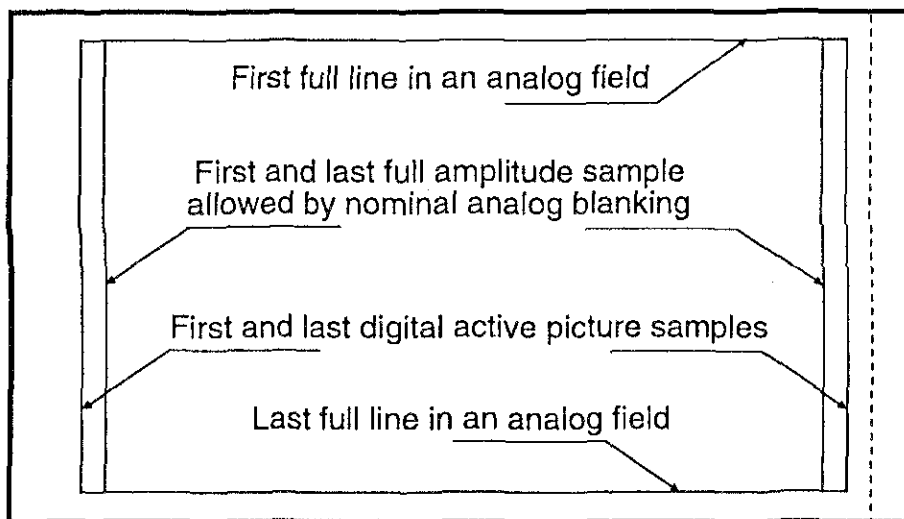 First full line in an analog field
First and last full amplitude sample
allowed by nominal analog blanking
First and last digital active picture samples
Last full line in an analog field